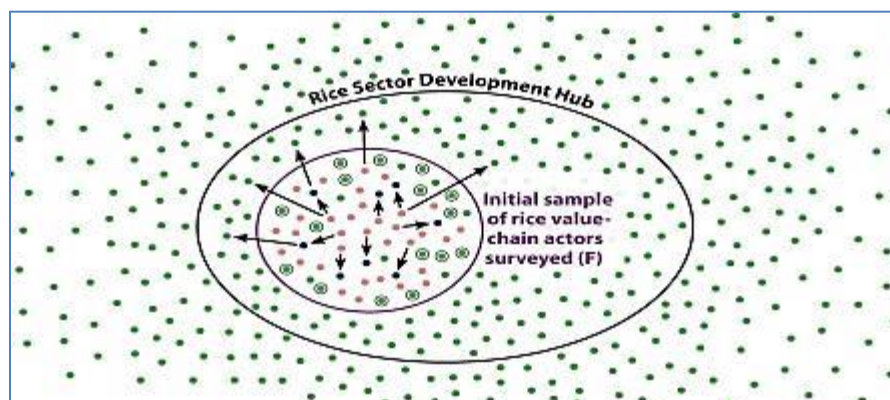 Rice Sector Development Hub
Initial sample
of rice value-
chain actors
surveyed (F)